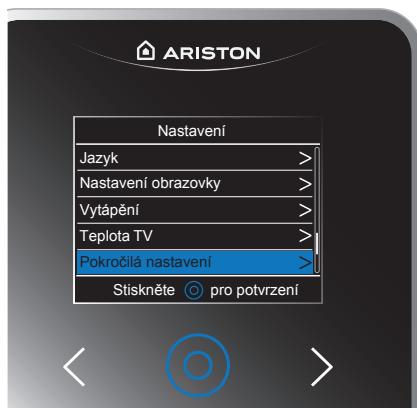 ARISTON
Nastavení
Jazyk >
Nastavení obrazovky >
Vytápění >
Teplota TV >
Pokročilá nastavení >
Stiskněte pro potvrzení